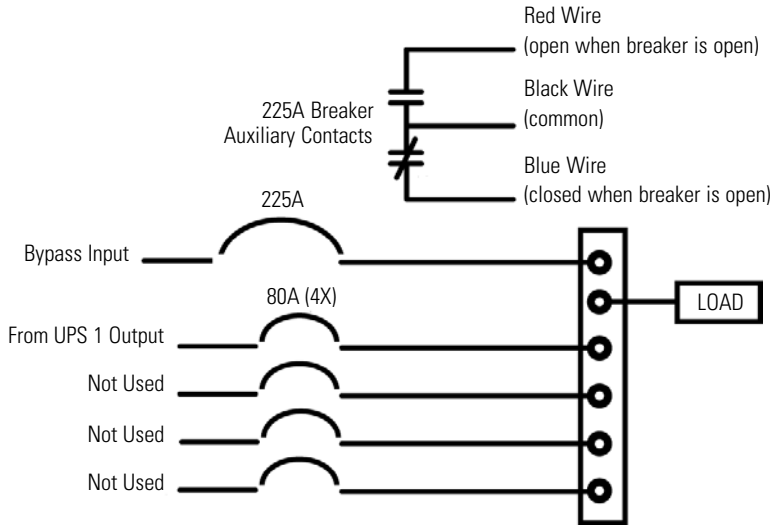 Red Wire
(open when breaker is open)
Black Wire
(common)
225A Breaker
Auxiliary Contacts
Blue Wire
(closed when breaker is open)
225A
Bypass Input
80A (4X)
LOAD
From UPS 1 Output
Not Used
Not Used
Not Used